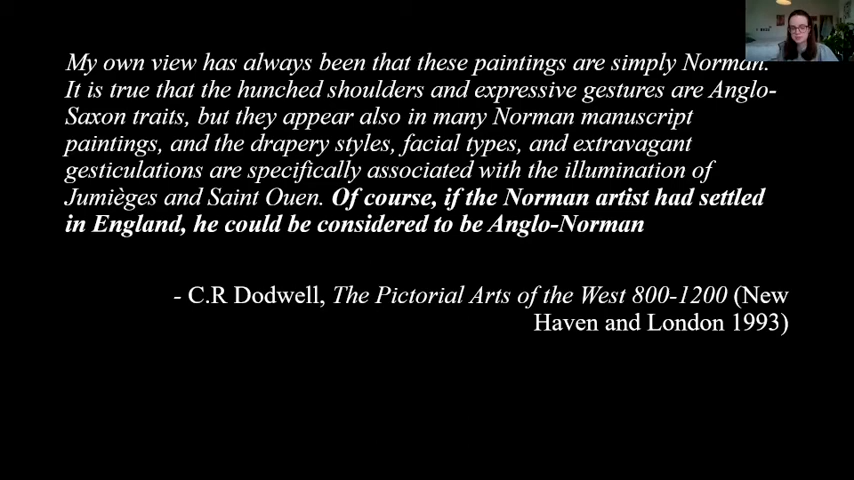 My own view has always been that these paintings are simply Norman.
It is true that the hunched shoulders and expressive gestures are Anglo-
Saxon traits, but they appear also in many Norman manuscript
paintings, and the drapery styles, facial types, and extravagant
gesticulations are specifically associated with the illumination of
Jumièges and Saint Ouen. Of course, if the Norman artist had settled
in England, he could be considered to be Anglo-Norman
- C.R Dodwell, The Pictorial Arts of the West 800-1200 (New
Haven and London 1993)